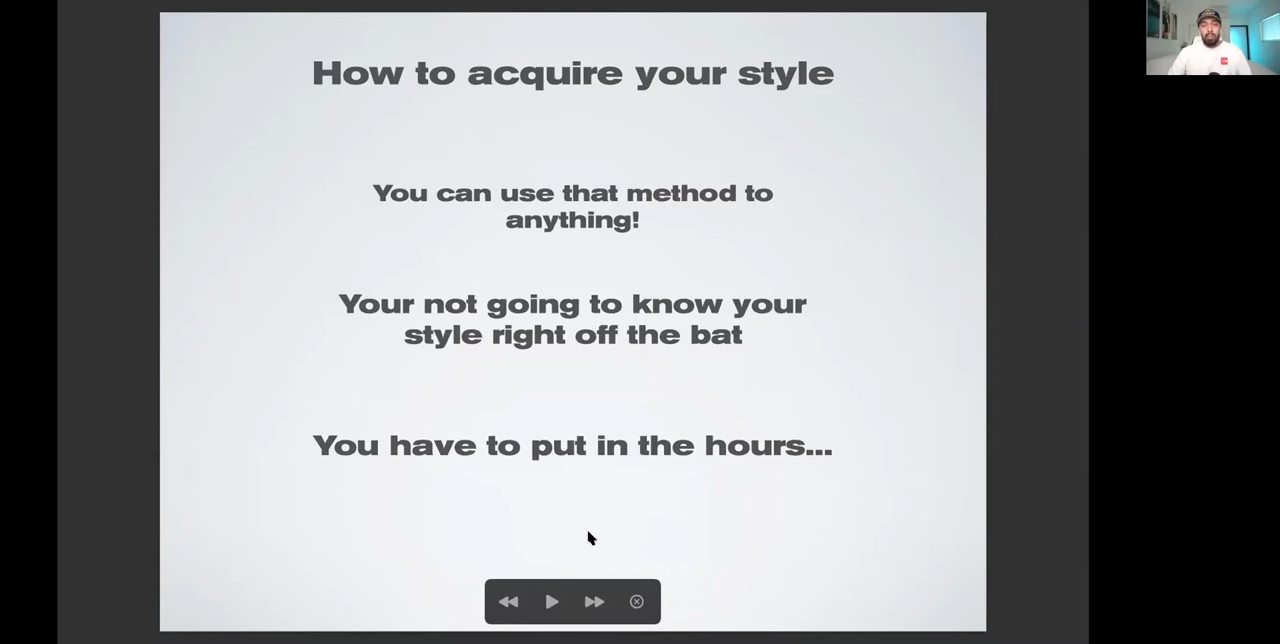 How to acquire your style
You can use that method to
anything!
Your not going to know your
style right off the bat
You have to put in the hours...